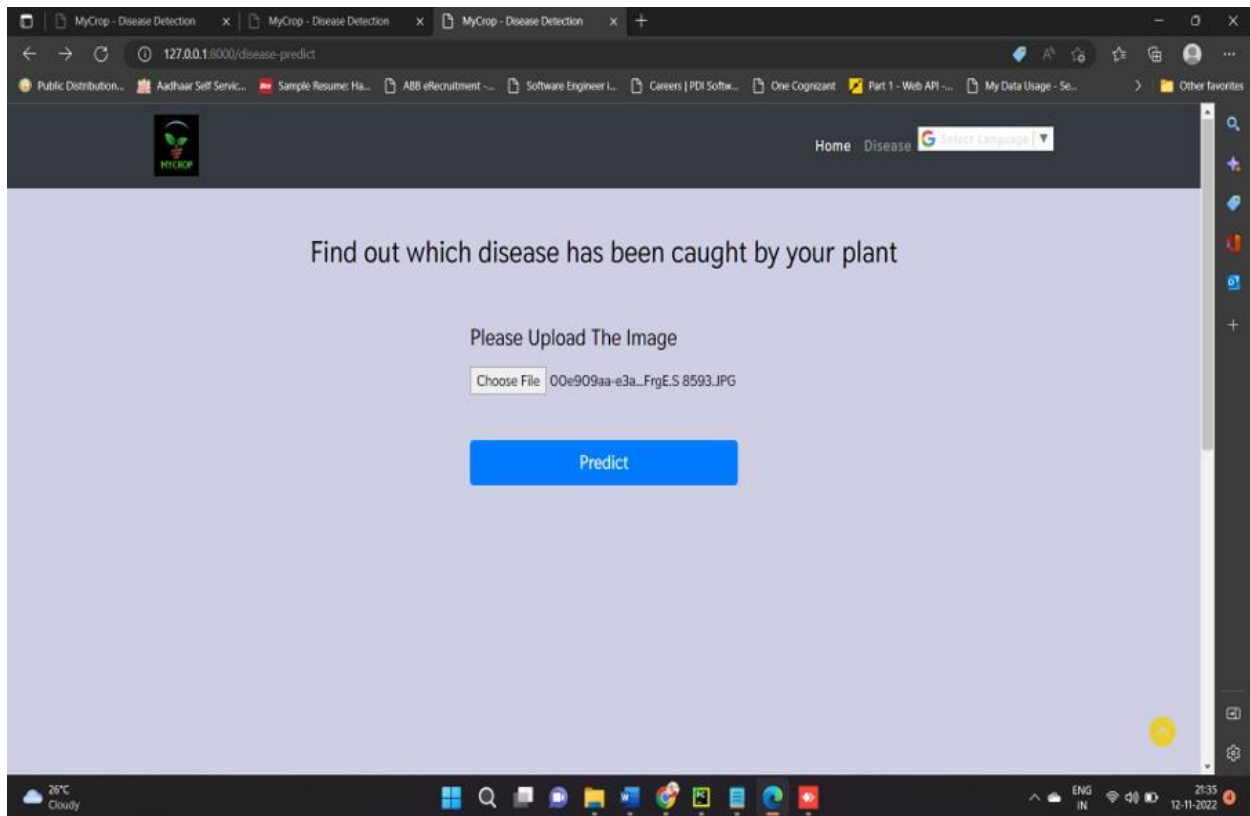 MyCrop - Disease Detection
MyCrop - Disease Detection
MyCrop - Disease Detection
127.0.0.1:8000/disease-predict
Public Distribution...
Aadhaar Self Servic...
Sample Resume: Ha...
ABB eRecruitment -...
Software Engineer i...
Careers | PDI Softw...
One Cognizant
Part 1 - Web API -...
My Data Usage - Se...
Other favorites
MYCROP
Home
Disease
Select Language
Find out which disease has been caught by your plant
Please Upload The Image
Choose File
00e909aa-e3a...FrgE.S 8593.JPG
Predict
26°C
Cloudy
ENG
IN
21:35
12-11-2022
4